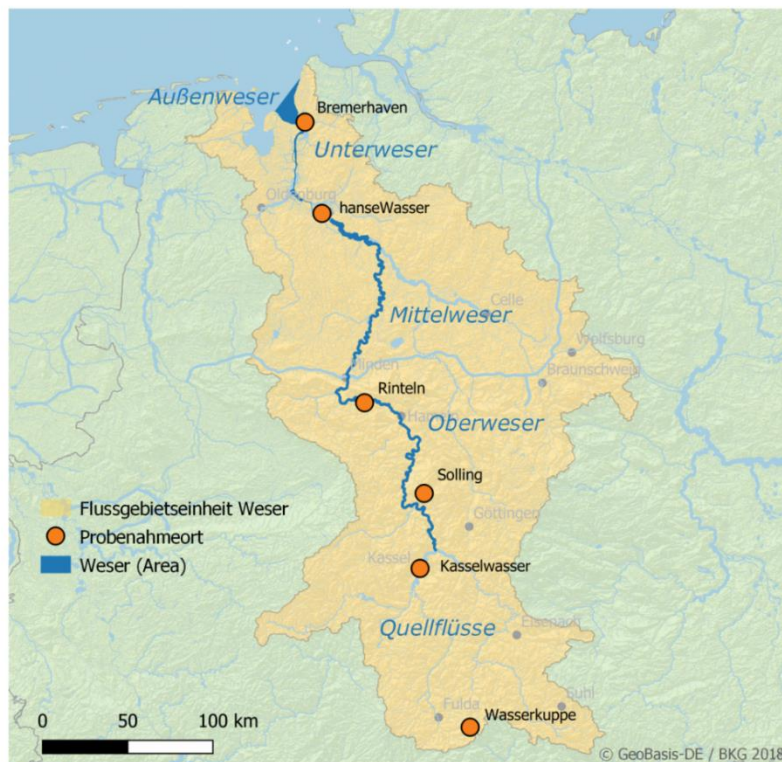 Außenweser
Bremerhaven
Unterweser
Oldenburg
hanseWasser
Celle
Mittelweser
Wolfsburg
Minden
Braunschweig
Rinteln
Hameln
Oberweser
Solling
Flussgebietseinheit Weser
Göttingen
Probenahmeort
Weser (Area)
Kassel
Kasselwasser
Quellflüsse
Eisenach
Suhl
Fulda
Wasserkuppe
0 50 100 km
© GeoBasis-DE / BKG 2018